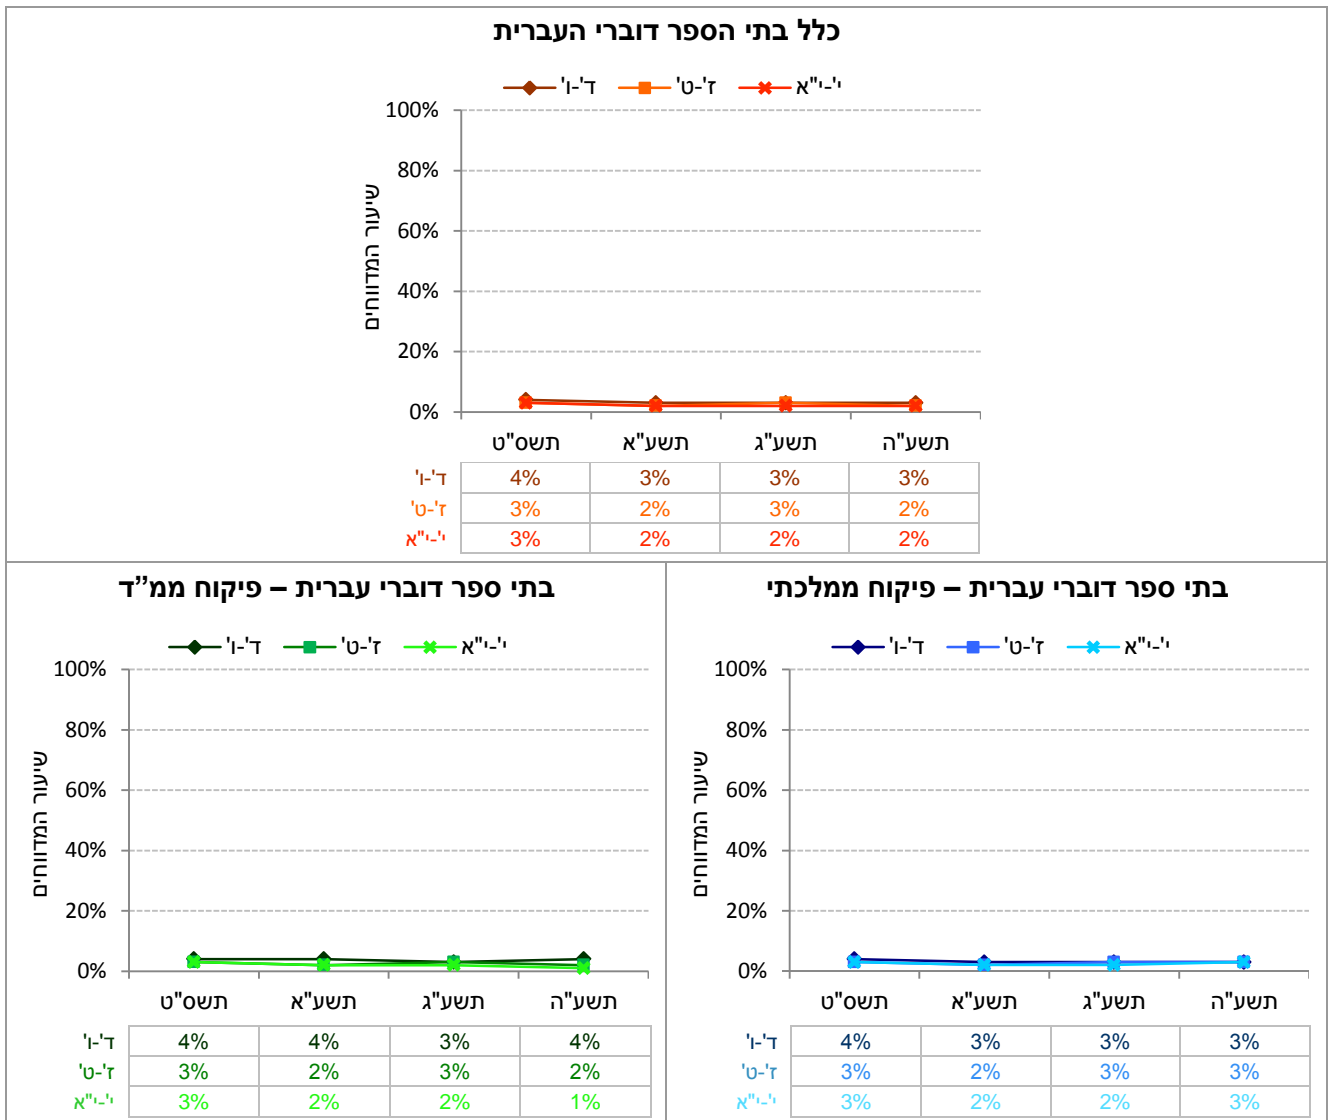 כלל בתי הספר דוברי העברית
ד'-ו' ז'-ט' י'-י"א
שיעור המדווחים
100%
80%
60%
40%
20%
0%
תשס"ט תשע"א תשע"ג תשע"ה
ד'-ו' 4% 3% 3% 3%
ז'-ט' 3% 2% 3% 2%
י'-י"א 3% 2% 2% 2%
בתי ספר דוברי עברית – פיקוח ממלכתי
ד'-ו' ז'-ט' י'-י"א
שיעור המדווחים
100%
80%
60%
40%
20%
0%
תשס"ט תשע"א תשע"ג תשע"ה
ד'-ו' 4% 3% 3% 3%
ז'-ט' 3% 2% 3% 3%
י'-י"א 3% 2% 2% 3%
בתי ספר דוברי עברית – פיקוח ממ”ד
ד'-ו' ז'-ט' י'-י"א
שיעור המדווחים
100%
80%
60%
40%
20%
0%
תשס"ט תשע"א תשע"ג תשע"ה
ד'-ו' 4% 4% 3% 4%
ז'-ט' 3% 2% 3% 2%
י'-י"א 3% 2% 2% 1%